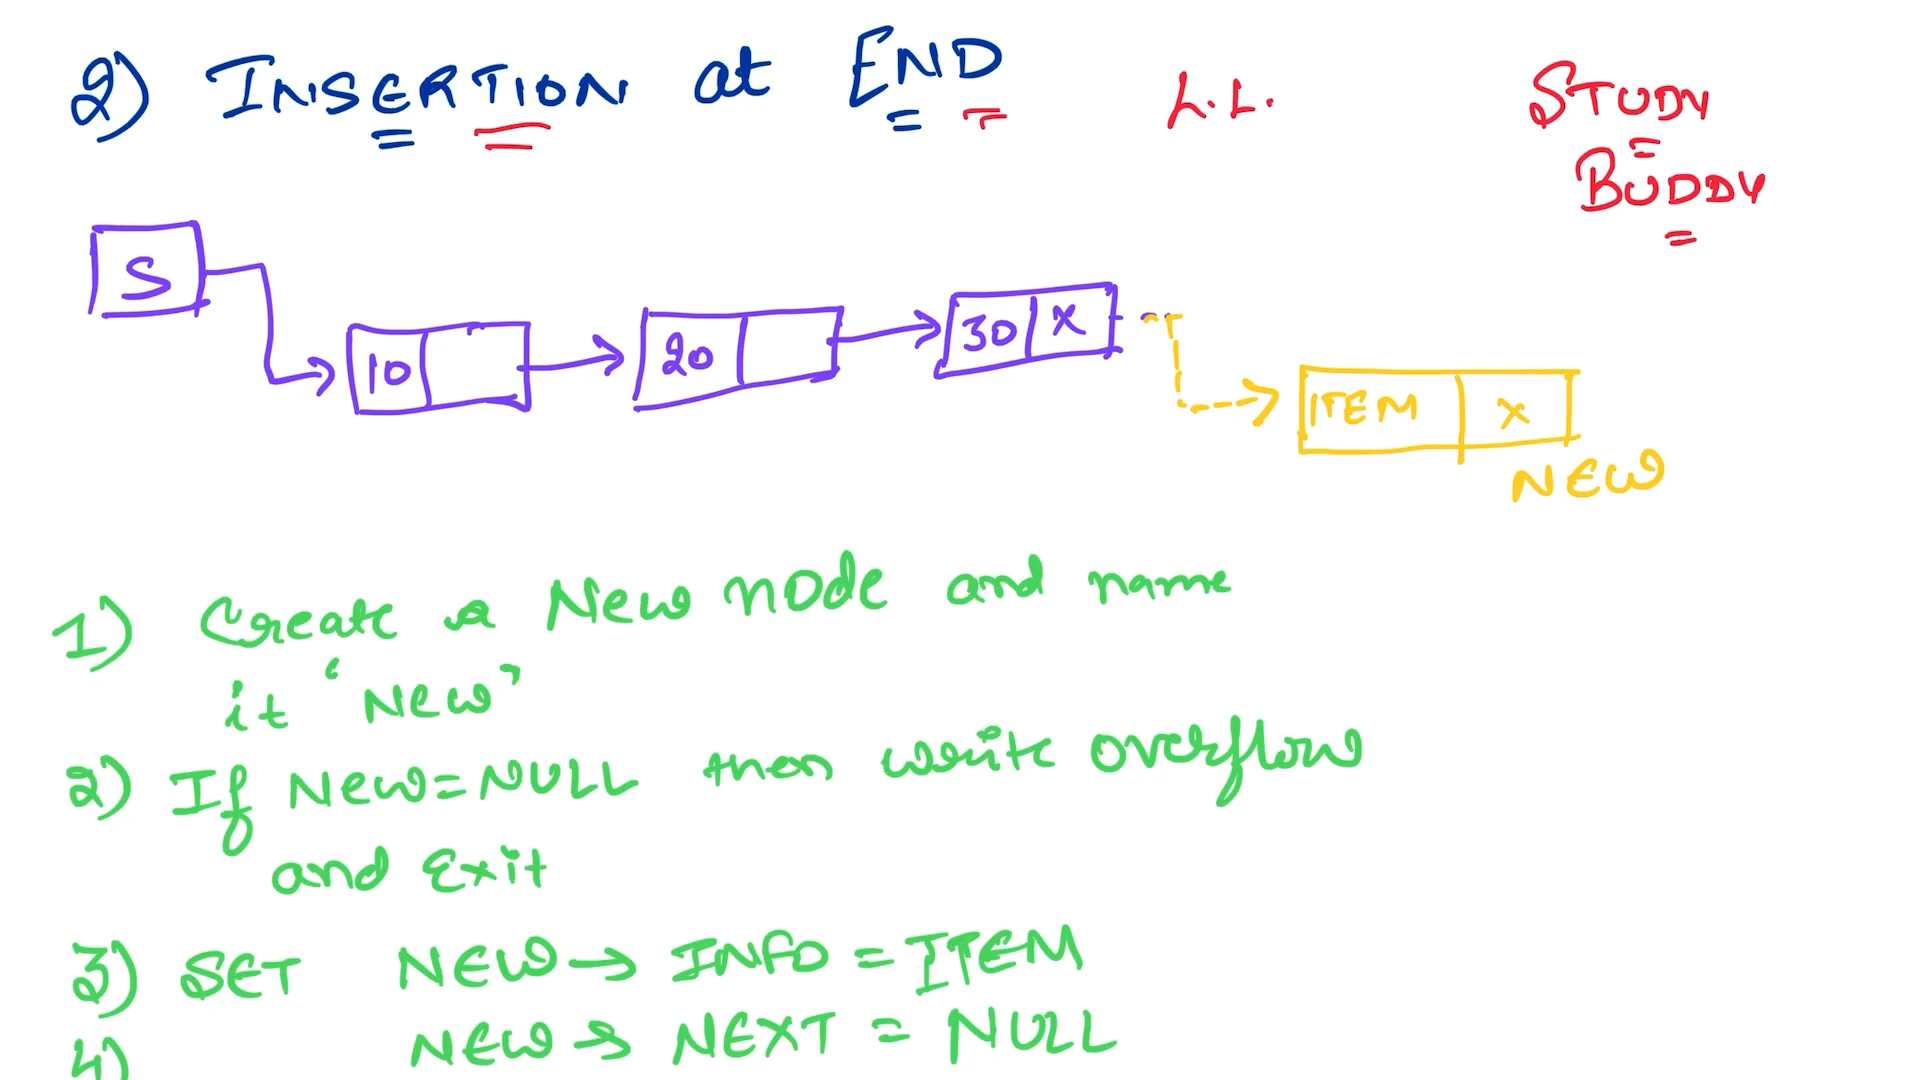 2) INSERTION at END L.L. STUDY
BUDDY
S
10 20 30 X
ITEM X
NEW
1) Create a New node and name
it 'New'
2) If New = NULL then write overflow
and Exit
3) SET NEW → INFO = ITEM
4) NEW → NEXT = NULL